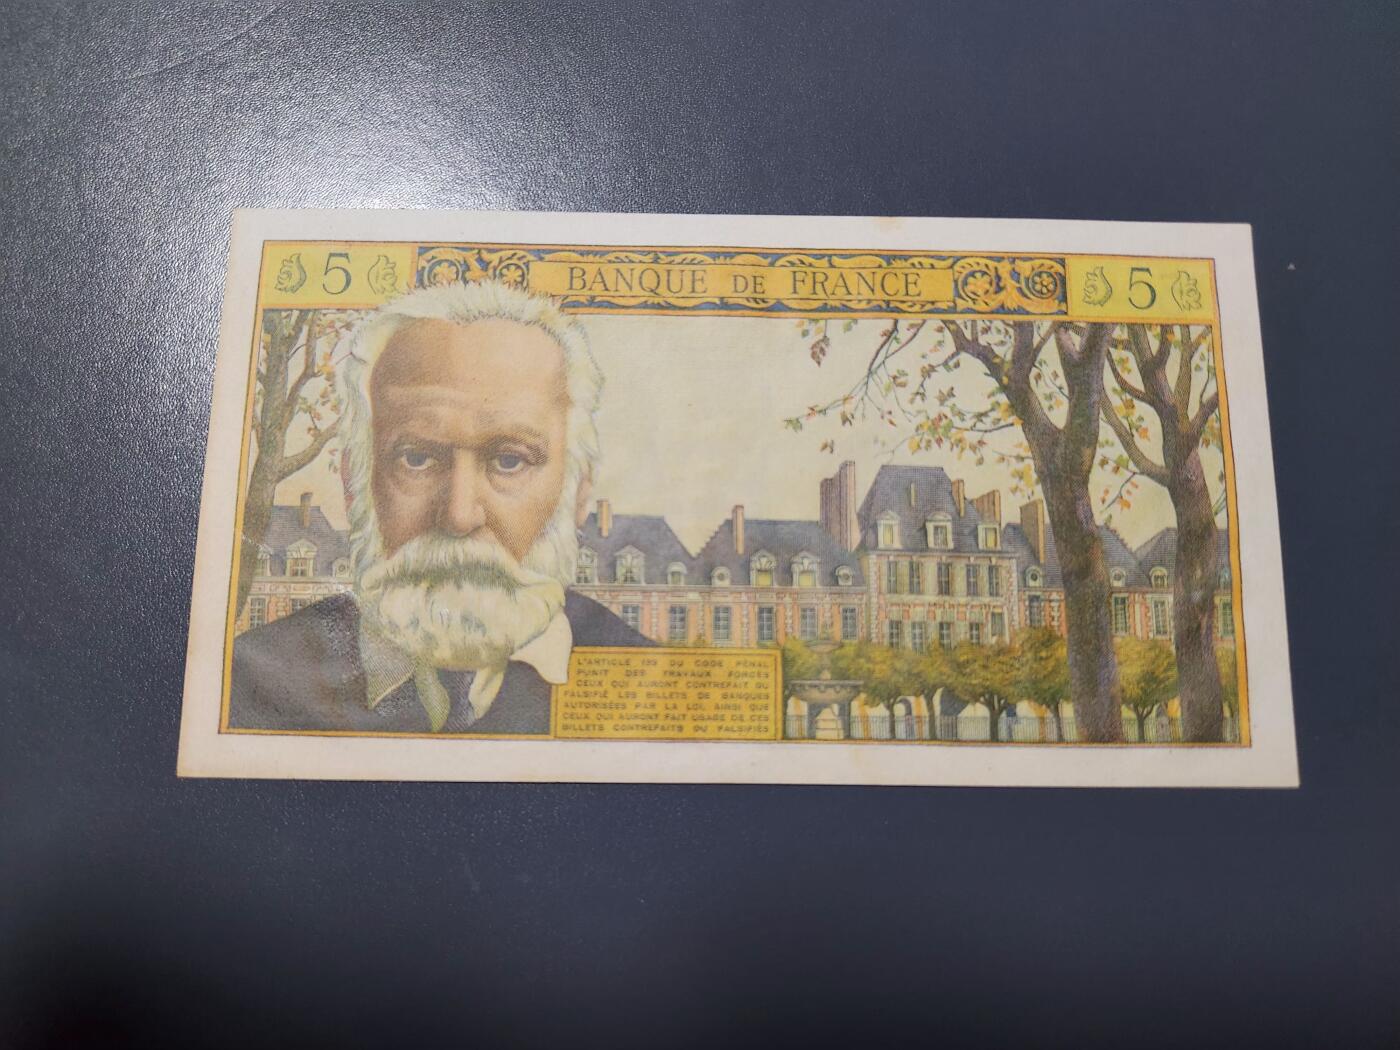 5 BANQUE DE FRANCE 5
L'ARTICLE 139 DU CODE PÉNAL
PUNIT DES TRAVAUX FORCÉS
CEUX QUI AURONT CONTREFAIT OU
FALSIFIÉ LES BILLETS DE BANQUES
AUTORISÉES PAR LA LOI, AINSI QUE
CEUX QUI AURONT FAIT USAGE DE CES
BILLETS CONTREFAITS OU FALSIFIÉS